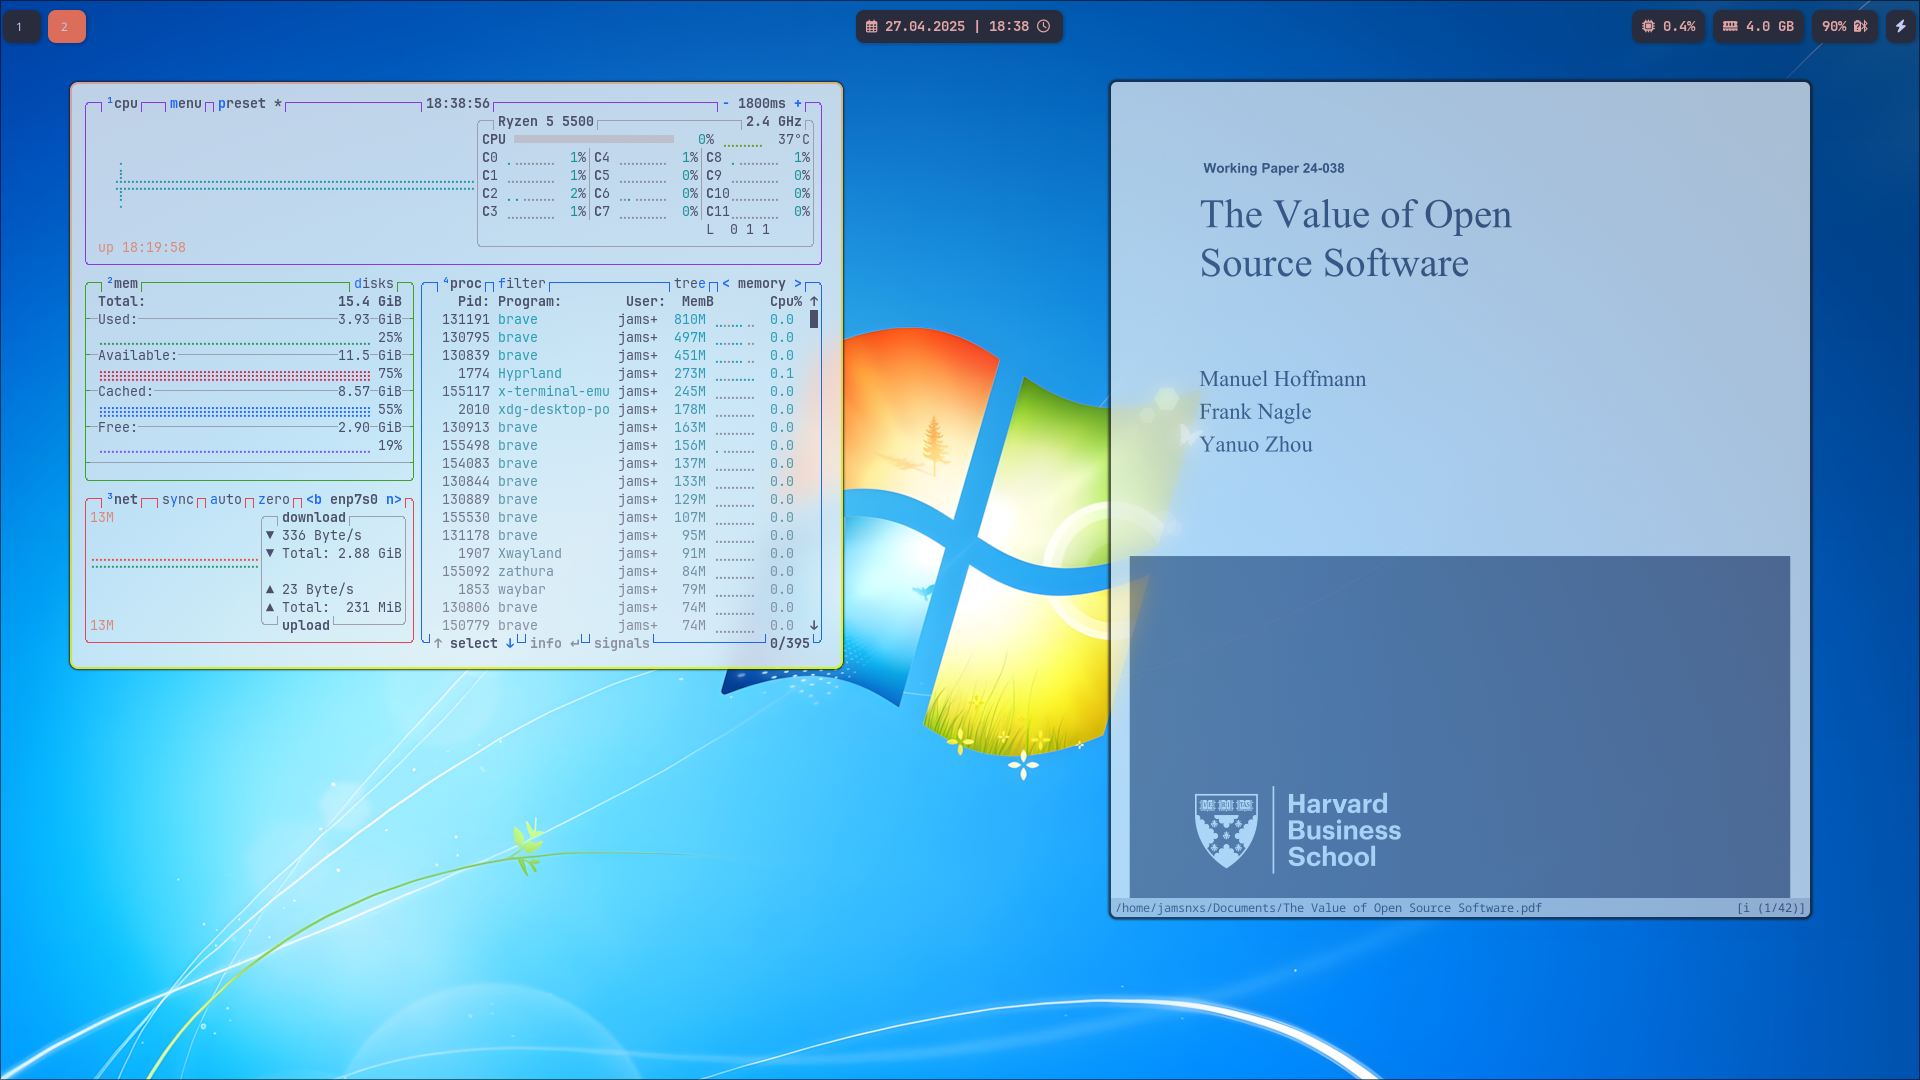 1
2
27.04.2025 | 18:38
0.4%
4.0 GB
90%
¹cpu menu preset * 18:38:56 - 1800ms +
Ryzen 5 5500 2.4 GHz
CPU 0% 37°C
C0 1% C4 1% C8 1%
C1 1% C5 0% C9 0%
C2 2% C6 0% C10 0%
C3 1% C7 0% C11 0%
L 0 1 1
up 18:19:58
²mem disks
Total: 15.4 GiB
Used: 3.93 GiB
25%
Available: 11.5 GiB
75%
Cached: 8.57 GiB
55%
Free: 2.90 GiB
19%
³net sync auto zero <b enp7s0 n>
13M
download
▼ 336 Byte/s
▼ Total: 2.88 GiB
▲ 23 Byte/s
▲ Total: 231 MiB
13M
upload
⁴proc filter tree < memory >
Pid: Program: User: MemB Cpu% ↑
131191 brave jams+ 810M 0.0
130795 brave jams+ 497M 0.0
130839 brave jams+ 451M 0.0
1774 Hyprland jams+ 273M 0.1
155117 x-terminal-emu jams+ 245M 0.0
2010 xdg-desktop-po jams+ 178M 0.0
130913 brave jams+ 163M 0.0
155498 brave jams+ 156M 0.0
154083 brave jams+ 137M 0.0
130844 brave jams+ 133M 0.0
130889 brave jams+ 129M 0.0
155530 brave jams+ 107M 0.0
131178 brave jams+ 95M 0.0
1907 Xwayland jams+ 91M 0.0
155092 zathura jams+ 84M 0.0
1853 waybar jams+ 79M 0.0
130806 brave jams+ 74M 0.0
150779 brave jams+ 74M 0.0 ↓
↑ select ↓ info ↵ signals 0/395
Working Paper 24-038
The Value of Open
Source Software
Manuel Hoffmann
Frank Nagle
Yanuo Zhou
Harvard
Business
School
/home/jamsnxs/Documents/The Value of Open Source Software.pdf [i (1/42)]